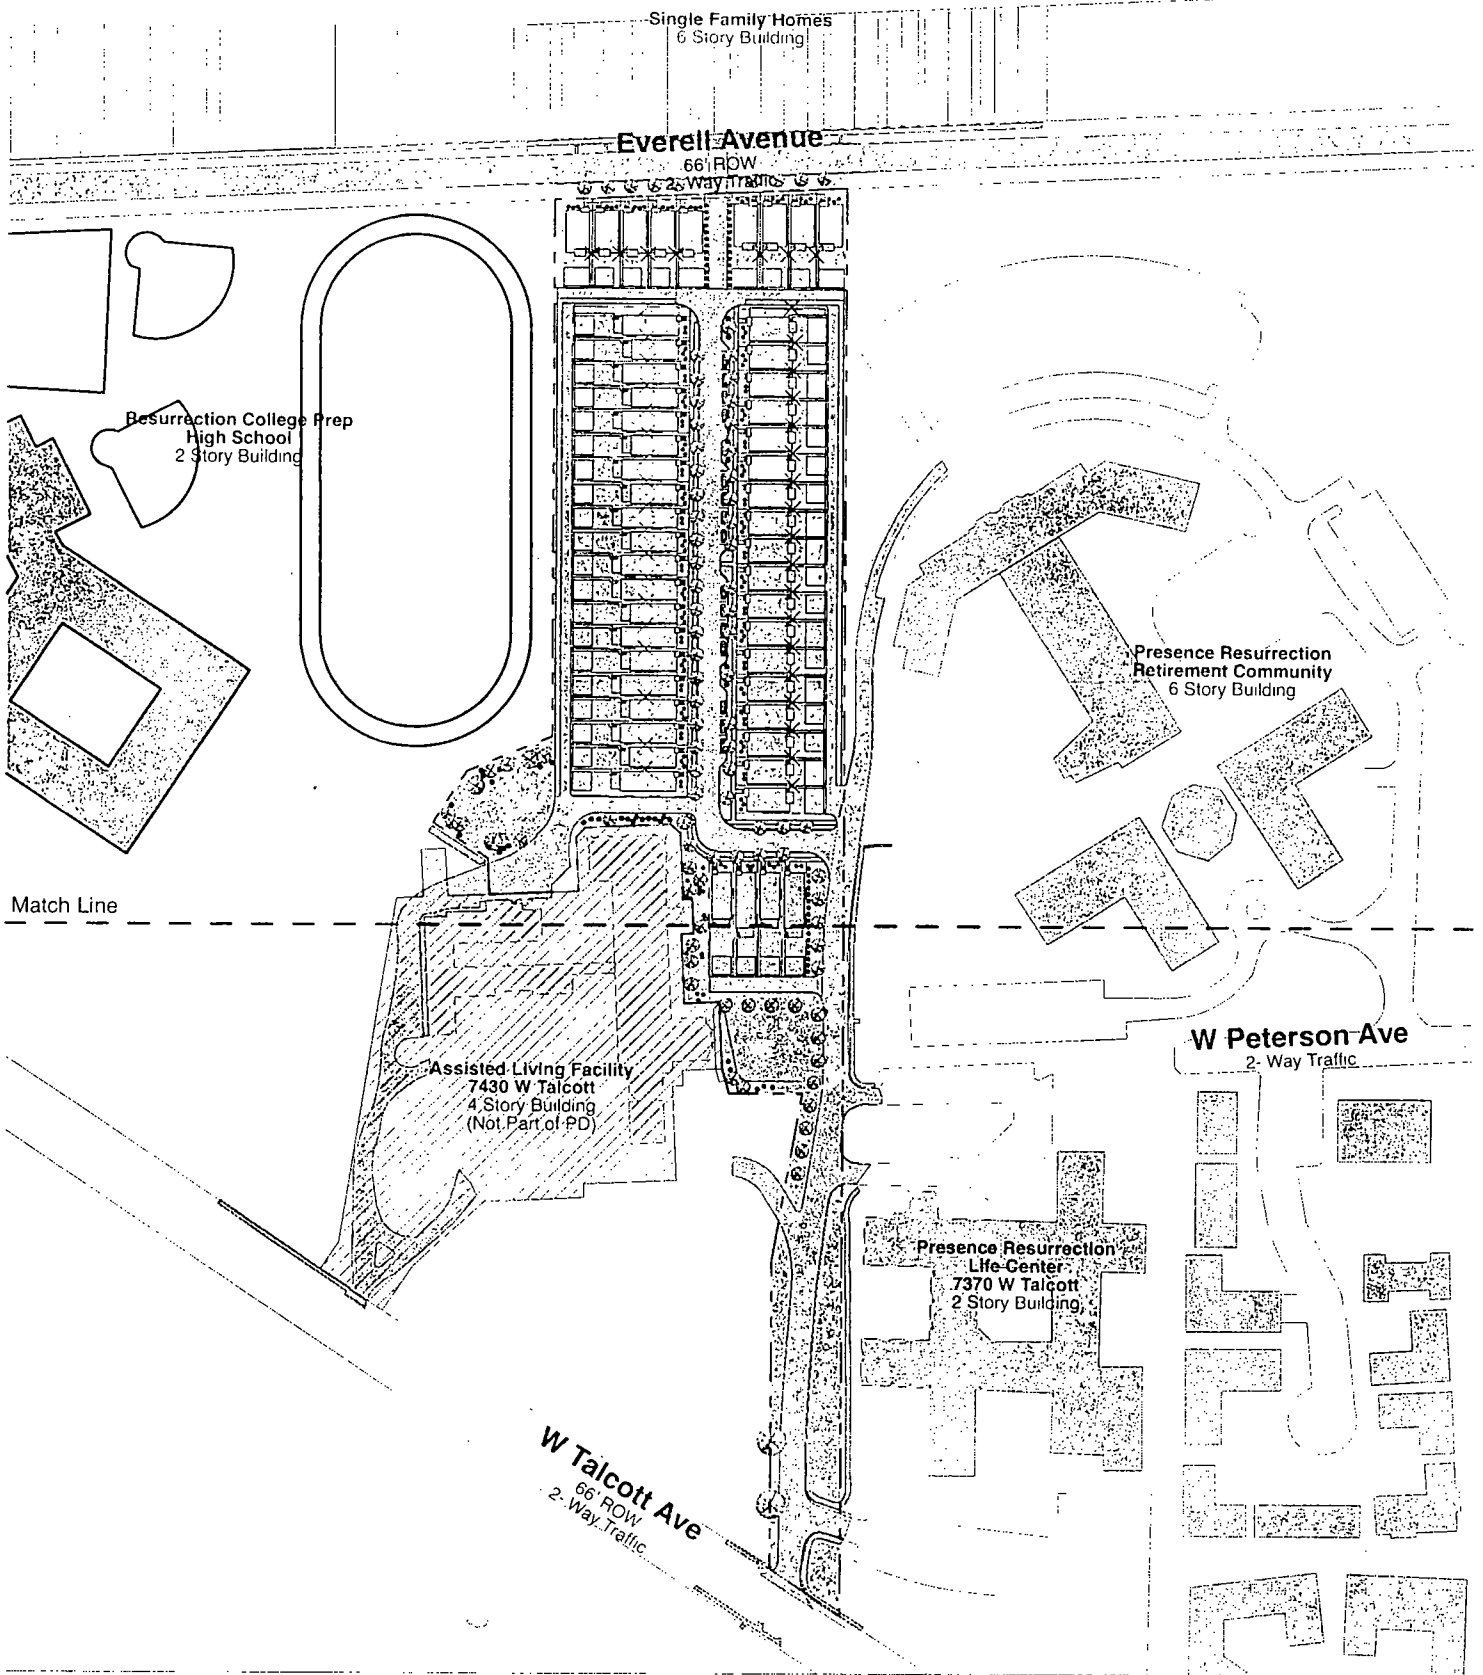 Single Family Homes
6 Story Building
Everell Avenue
66' ROW
2- Way Traffic
Resurrection College Prep
High School
2 Story Building
Presence Resurrection
Retirement Community
6 Story Building
Match Line
W Peterson Ave
2- Way Traffic
Assisted Living Facility
7430 W Talcott
4 Story Building
(Not Part of PD)
Presence Resurrection
Life Center
7370 W Talcott
2 Story Building
W Talcott Ave
66' ROW
2- Way Traffic